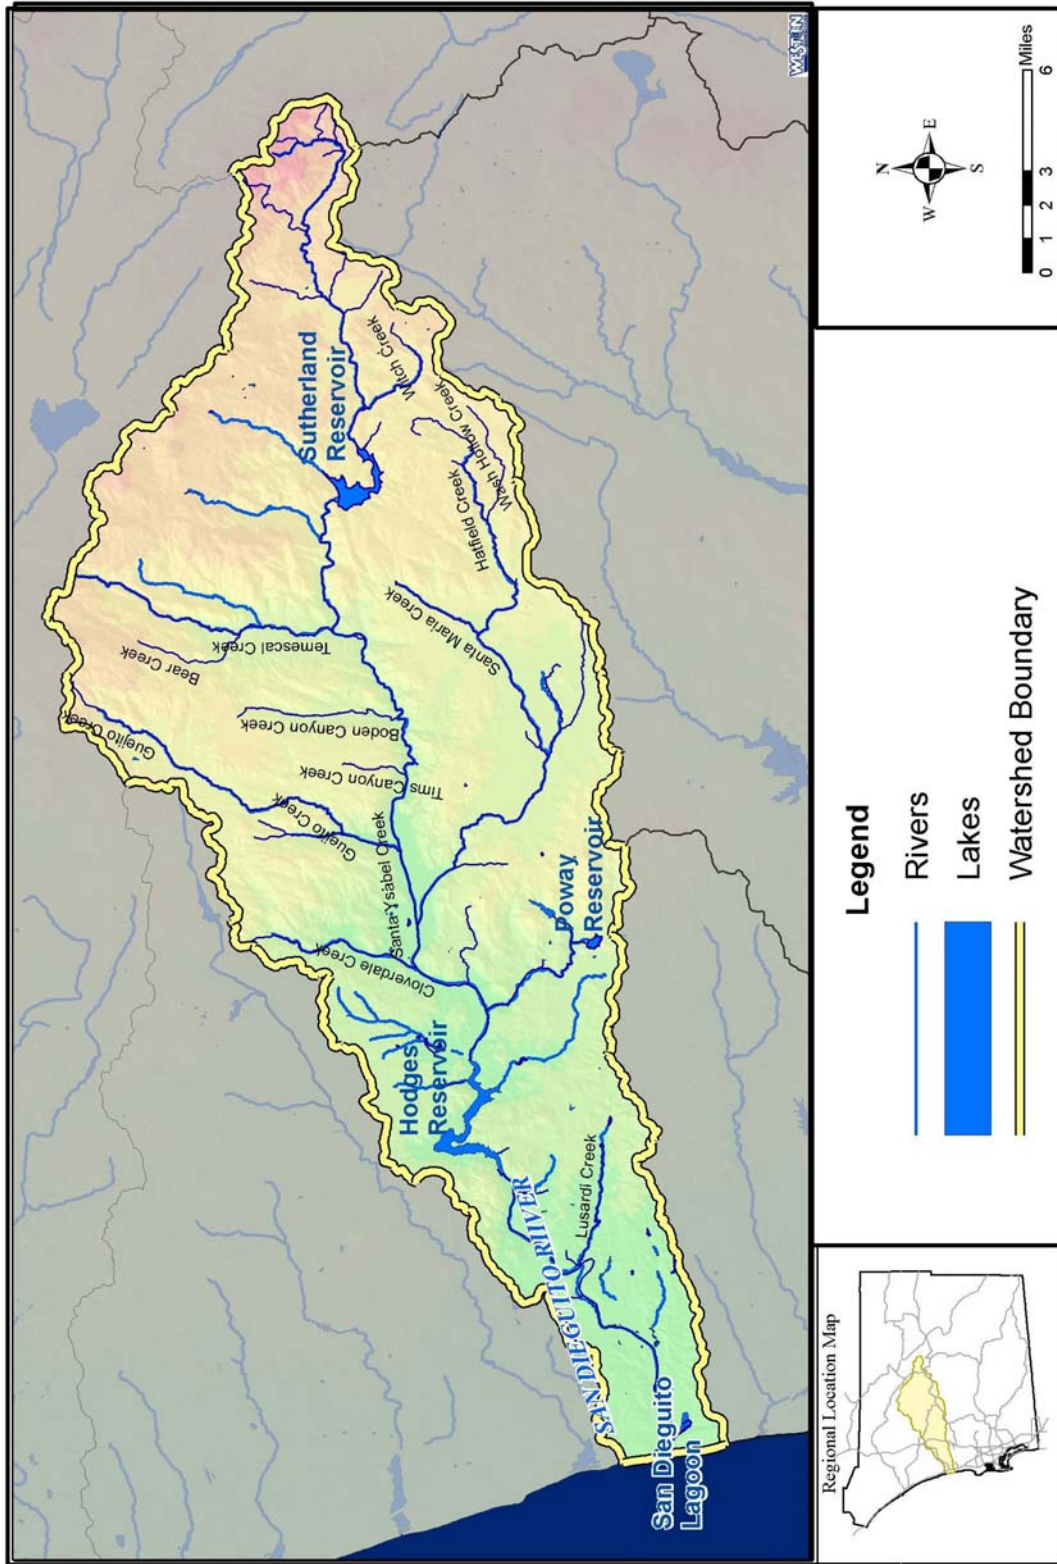 WESTON
Sutherland
Reservoir
Witch Creek
Wash Hollow Creek
Hatfield Creek
Santa Maria Creek
Temescal Creek
Bear Creek
Boden Canyon Creek
Tims Canyon Creek
Guejito Creek
Guejito Creek
Santa Ysabel Creek
Cloverdale Creek
Poway
Reservoir
Hodges
Reservoir
Lusardi Creek
SAN DIEGUITO RIIVER
San Dieguito
Lagoon
Regional Location Map
Legend
Rivers
Lakes
Watershed Boundary
N
W
E
S
0 1 2 3 6
Miles